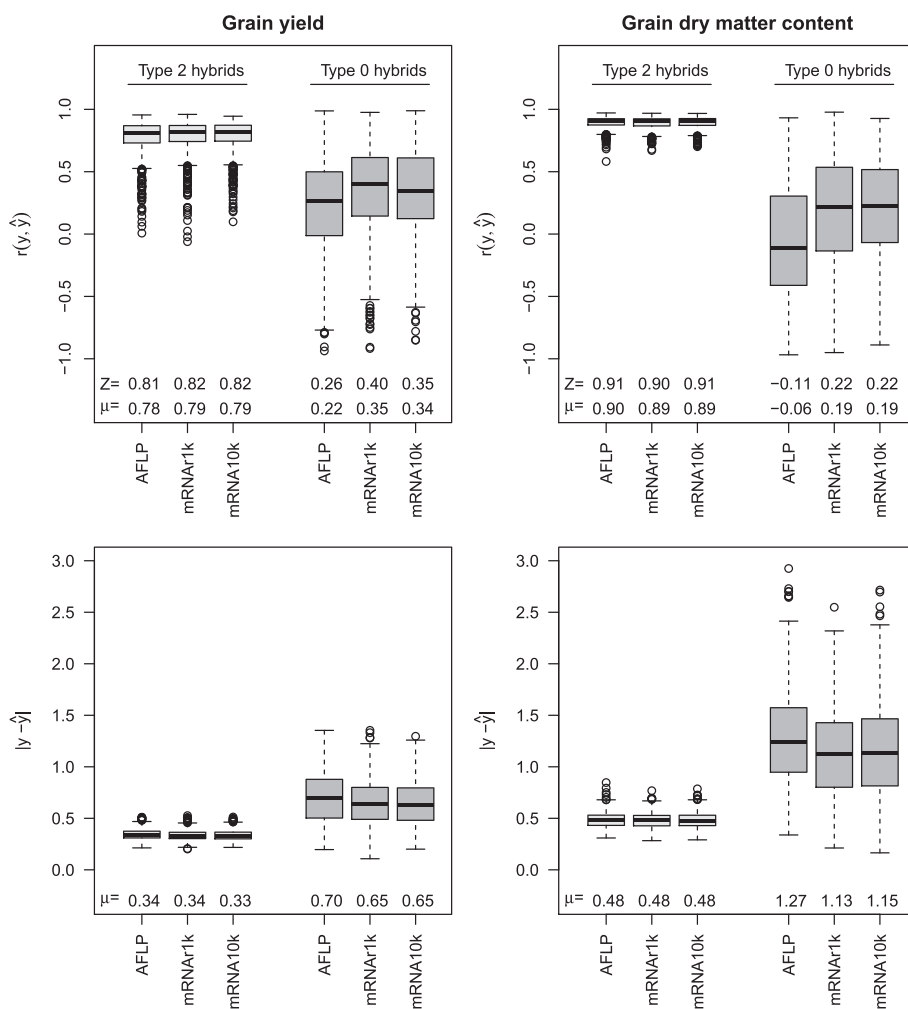 Grain yield
Grain dry matter content
Type 2 hybrids
Type 0 hybrids
Type 2 hybrids
Type 0 hybrids
r(y, ŷ)
1.0
0.5
0.0
−0.5
−1.0
Z= 0.81 0.82 0.82 0.26 0.40 0.35
μ= 0.78 0.79 0.79 0.22 0.35 0.34
AFLP
mRNAr1k
mRNA10k
AFLP
mRNAr1k
mRNA10k
r(y, ŷ)
1.0
0.5
0.0
−0.5
−1.0
Z= 0.91 0.90 0.91 −0.11 0.22 0.22
μ= 0.90 0.89 0.89 −0.06 0.19 0.19
AFLP
mRNAr1k
mRNA10k
AFLP
mRNAr1k
mRNA10k
|y −ŷ|
3.0
2.5
2.0
1.5
1.0
0.5
0.0
μ= 0.34 0.34 0.33 0.70 0.65 0.65
AFLP
mRNAr1k
mRNA10k
AFLP
mRNAr1k
mRNA10k
|y −ŷ|
3.0
2.5
2.0
1.5
1.0
0.5
0.0
μ= 0.48 0.48 0.48 1.27 1.13 1.15
AFLP
mRNAr1k
mRNA10k
AFLP
mRNAr1k
mRNA10k